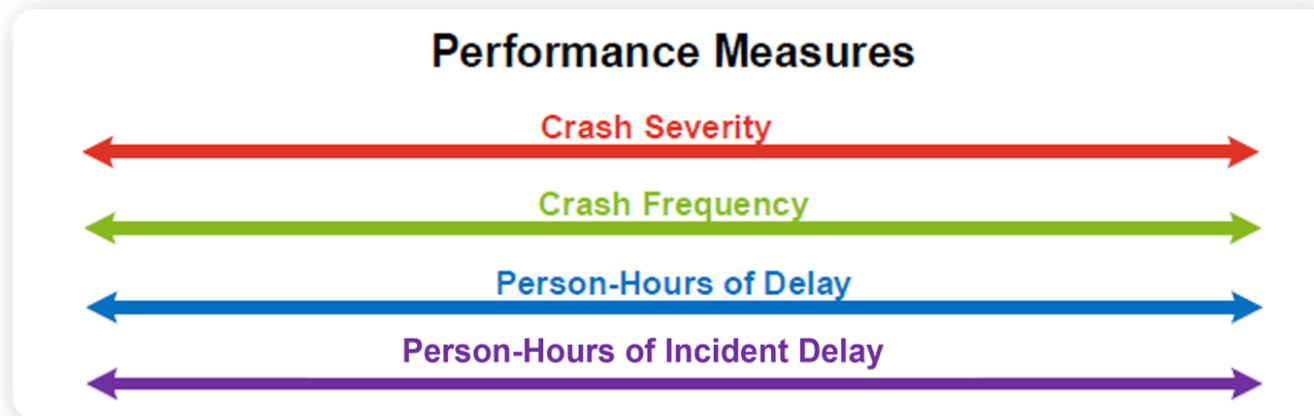 Performance Measures
Crash Severity
Crash Frequency
Person-Hours of Delay
Person-Hours of Incident Delay